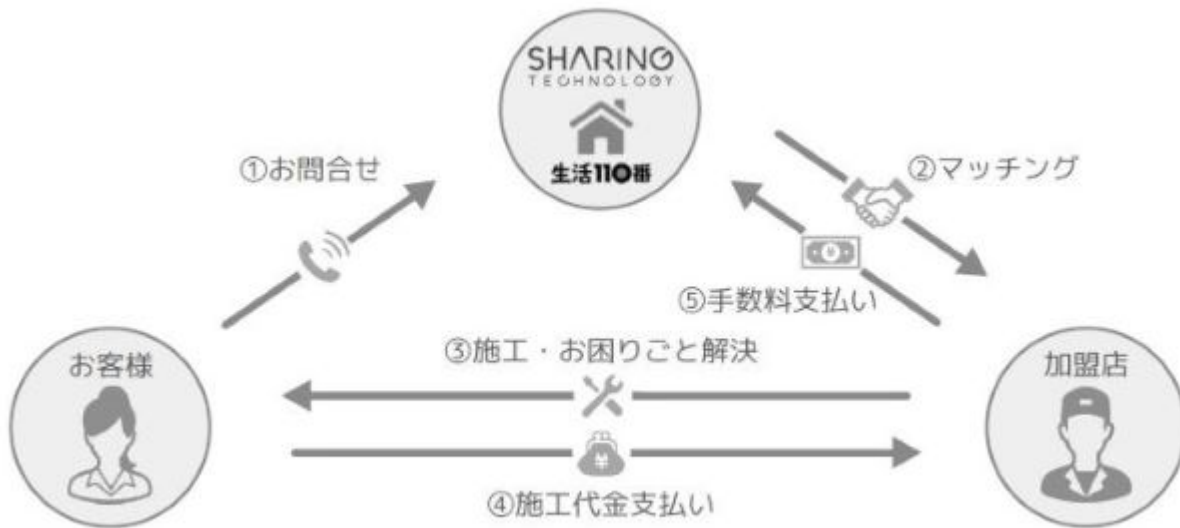 SHARING
TECHNOLOGY
生活110番
①お問合せ
②マッチング
⑤手数料支払い
③施工・お困りごと解決
お客様
加盟店
¥
④施工代金支払い